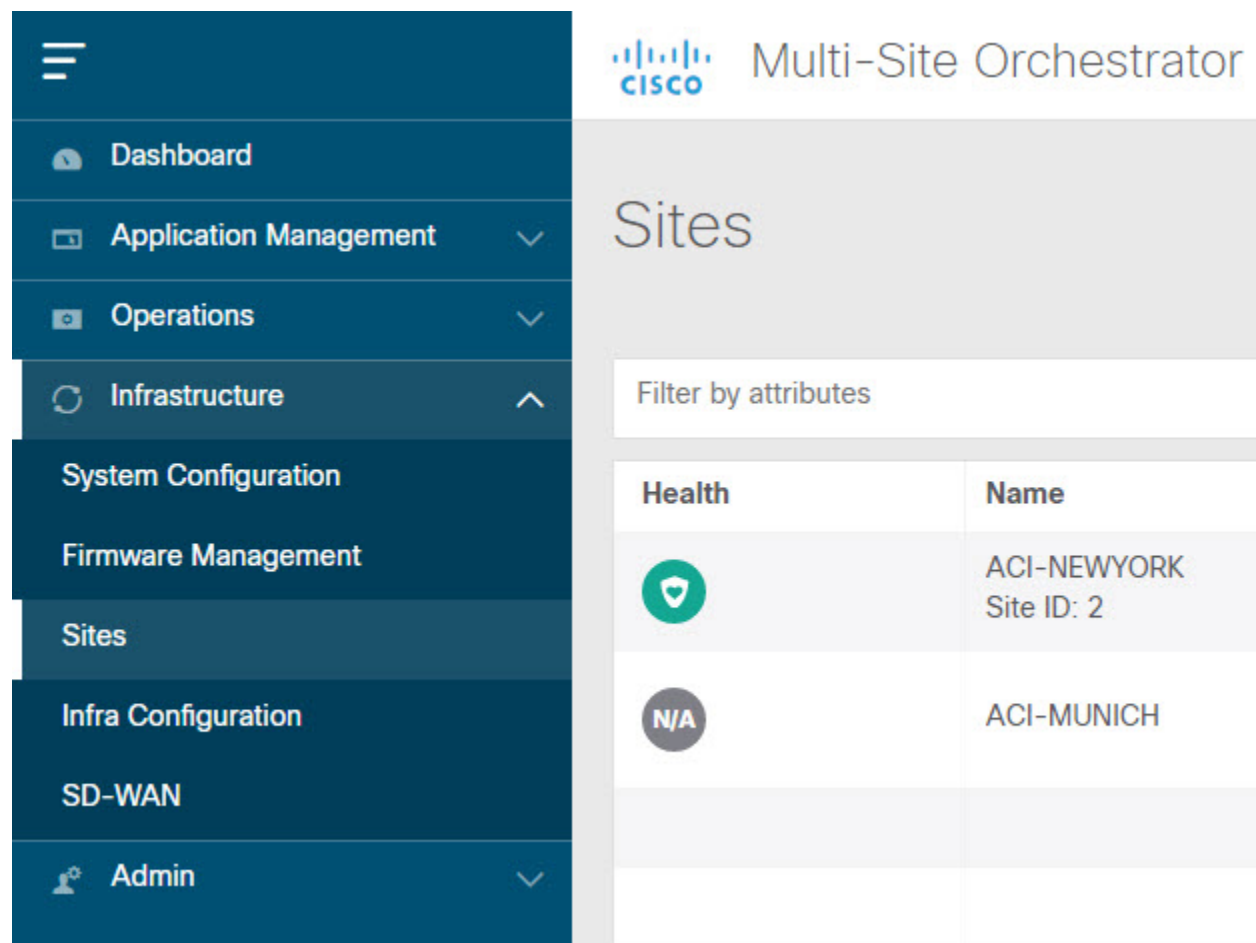 CISCO
Multi-Site Orchestrator
Dashboard
Application Management
Operations
Infrastructure
System Configuration
Firmware Management
Sites
Infra Configuration
SD-WAN
Admin
Sites
Filter by attributes
Health Name
ACI-NEWYORK
Site ID: 2
N/A ACI-MUNICH